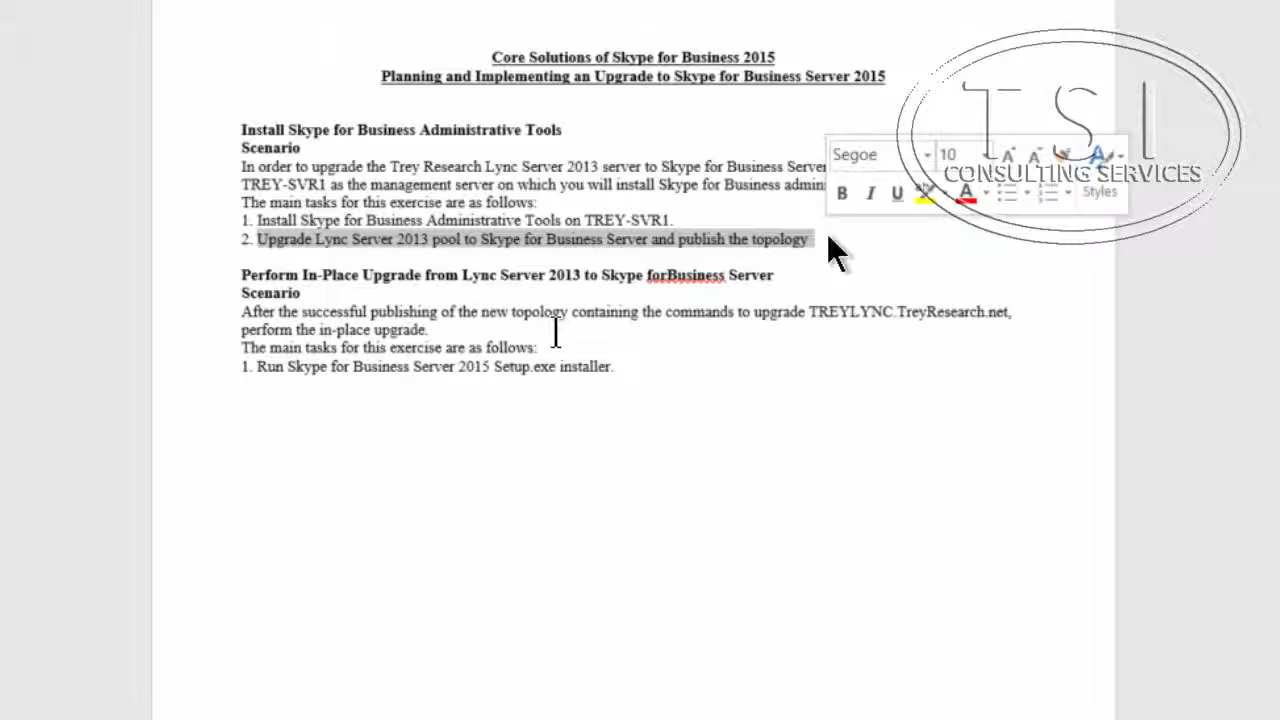 Core Solutions of Skype for Business 2015
Planning and Implementing an Upgrade to Skype for Business Server 2015
Install Skype for Business Administrative Tools
Scenario
In order to upgrade the Trey Research Lync Server 2013 server to Skype for Business Server
TREY-SVR1 as the management server on which you will install Skype for Business
The main tasks for this exercise are as follows:
1. Install Skype for Business Administrative Tools on TREY-SVR1.
2. Upgrade Lync Server 2013 pool to Skype for Business Server and publish the topology
Perform In-Place Upgrade from Lync Server 2013 to Skype forBusiness Server
Scenario
After the successful publishing of the new topology containing the commands to upgrade TREYLYNC.TreyResearch.net,
perform the in-place upgrade.
The main tasks for this exercise are as follows:
1. Run Skype for Business Server 2015 Setup.exe installer.
Segoe 10 A A A
B I U A Styles
TSI
CONSULTING SERVICES